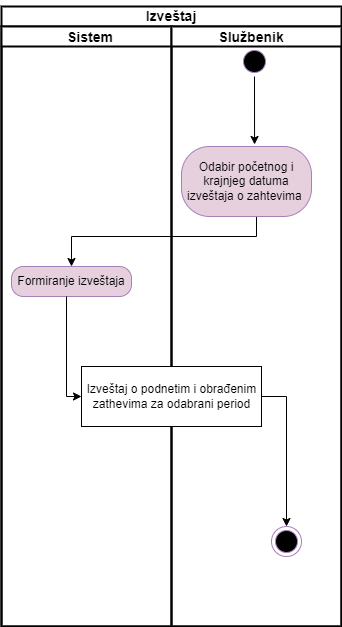 Izveštaj
Sistem
Službenik
Odabir početnog i
krajnjeg datuma
izveštaja o zahtevima
Formiranje izveštaja
Izveštaj o podnetim i obrađenim
zathevima za odabrani period